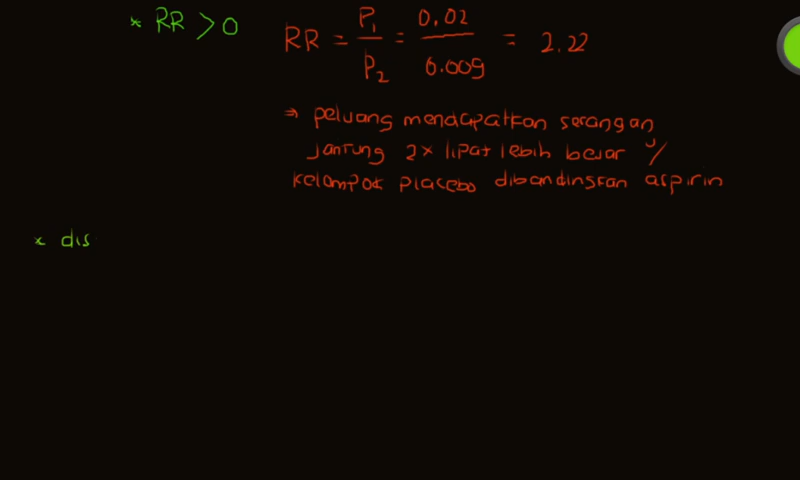 * RR > 0
RR = P1/P2 = 0.02/0.009 = 2.22
⇒ peluang mendapatkan serangan
jantung 2x lipat lebih besar u/
kelompok placebo dibandingkan aspirin
* dis